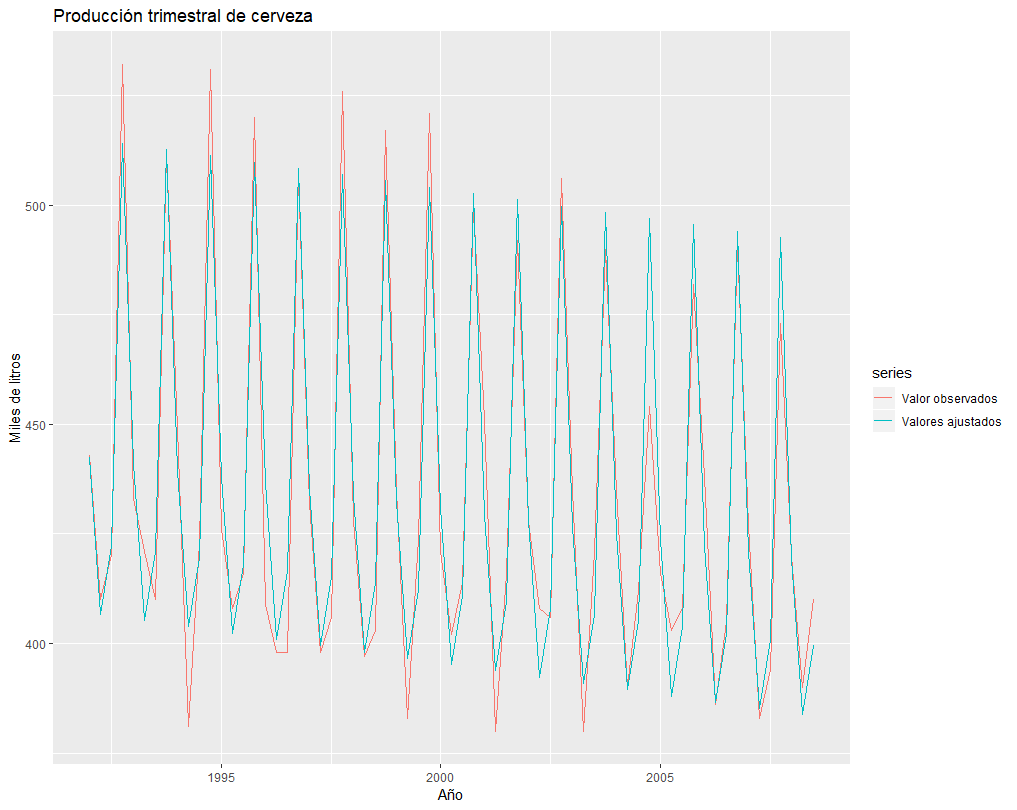 Producción trimestral de cerveza
500
450
400
Miles de litros
1995
2000
2005
Año
series
Valor observados
Valores ajustados